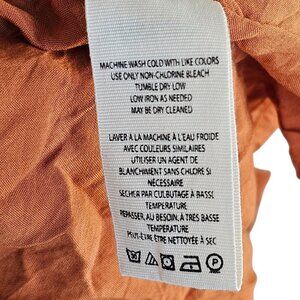 MACHINE WASH COLD WITH LIKE COLORS
USE ONLY NON-CHLORINE BLEACH
TUMBLE DRY LOW
LOW IRON AS NEEDED
MAY BE DRY CLEANED
LAVER A LA MACHINE A L'EAU FROIDE
AVEC COULEURS SIMILAIRES
UTILISER UN AGENT DE
BLANCHIMENT SANS CHLORE SI
NÉCESSAIRE
SÉCHER PAR CULBUTAGE À BASSE
TEMPÉRATURE
REPASSER, AU BESOIN, À TRÈS BASSE
TEMPÉRATURE
PEUT-ÊTRE ÊTRE NETTOYÉE À SEC